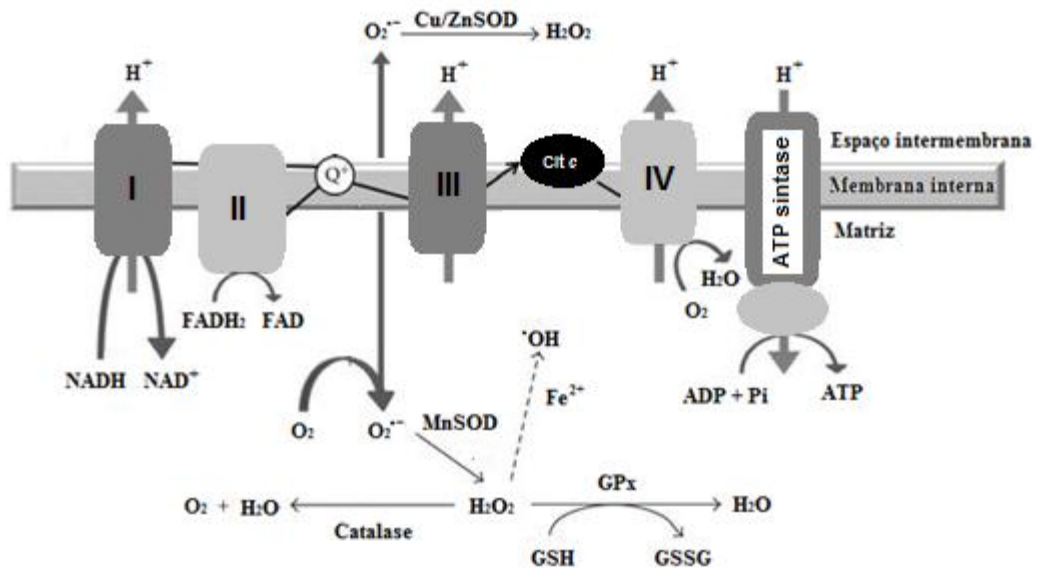 O₂•− Cu/ZnSOD H₂O₂
H⁺ H⁺ H⁺ H⁺
Espaço intermembrana
I II Q• III Cit c IV ATP sintase
Membrana interna
Matriz
FADH₂ FAD
H₂O
O₂
NADH NAD⁺
•OH
Fe²⁺
ADP + Pi ATP
O₂ O₂•− MnSOD
O₂ + H₂O Catalase H₂O₂ GPx H₂O
GSH GSSG